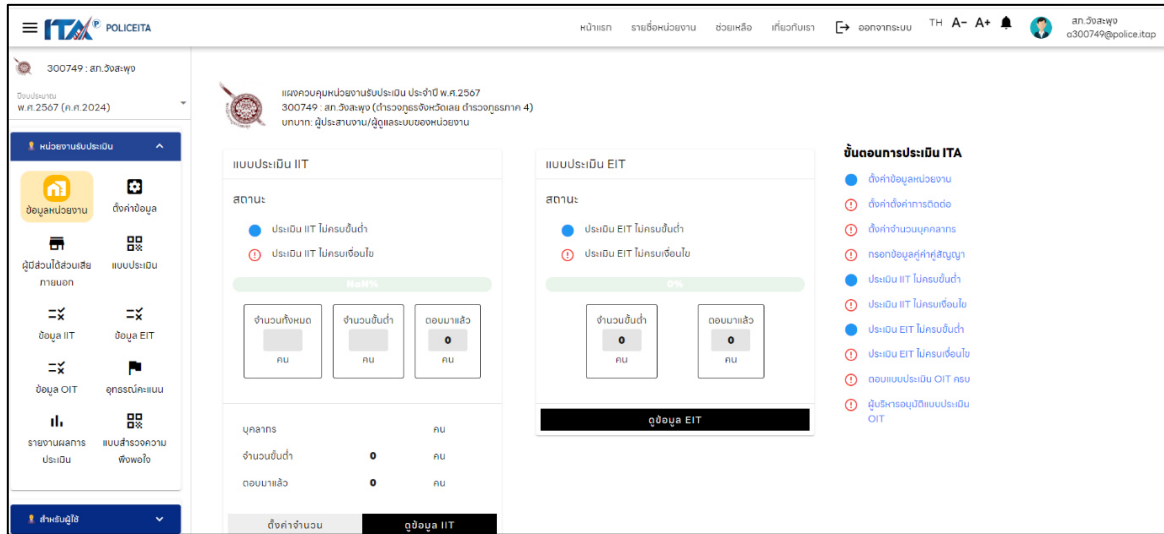 ITA P POLICEITA
หน้าแรก รายชื่อหน่วยงาน ช่วยเหลือ เกี่ยวกับเรา ออกจากระบบ TH A- A+
สภ.วังสะพุง
a300749@police.itap
300749 : สภ.วังสะพุง
ปีงบประมาณ
พ.ศ.2567 (ค.ศ.2024)
หน่วยงานรับประเมิน
ข้อมูลหน่วยงาน
ตั้งค่าข้อมูล
ผู้มีส่วนได้ส่วนเสีย
ภายนอก
แบบประเมิน
ข้อมูล IIT
ข้อมูล EIT
ข้อมูล OIT
อุทธรณ์คะแนน
รายงานผลการ
ประเมิน
แบบสำรวจความ
พึงพอใจ
สำหรับผู้ใช้
แผงควบคุมหน่วยงานรับประเมิน ประจำปี พ.ศ.2567
300749 : สภ.วังสะพุง (ตำรวจภูธรจังหวัดเลย ตำรวจภูธรภาค 4)
บทบาท: ผู้ประสานงาน/ผู้ดูแลระบบของหน่วยงาน
แบบประเมิน IIT
สถานะ
ประเมิน IIT ไม่ครบขั้นต่ำ
ประเมิน IIT ไม่ครบเงื่อนไข
NaN%
จำนวนทั้งหมด
คน
จำนวนขั้นต่ำ
คน
ตอบมาแล้ว
0
คน
บุคลากร คน
จำนวนขั้นต่ำ 0 คน
ตอบมาแล้ว 0 คน
ตั้งค่าจำนวน ดูข้อมูล IIT
แบบประเมิน EIT
สถานะ
ประเมิน EIT ไม่ครบขั้นต่ำ
ประเมิน EIT ไม่ครบเงื่อนไข
0%
จำนวนขั้นต่ำ
0
คน
ตอบมาแล้ว
0
คน
ดูข้อมูล EIT
ขั้นตอนการประเมิน ITA
ตั้งค่าข้อมูลหน่วยงาน
ตั้งค่าตั้งค่าการติดต่อ
ตั้งค่าจำนวนบุคคลากร
กรอกข้อมูลคู่ค้าคู่สัญญา
ประเมิน IIT ไม่ครบขั้นต่ำ
ประเมิน IIT ไม่ครบเงื่อนไข
ประเมิน EIT ไม่ครบขั้นต่ำ
ประเมิน EIT ไม่ครบเงื่อนไข
ตอบแบบประเมิน OIT ครบ
ผู้บริหารอนุมัติแบบประเมิน
OIT